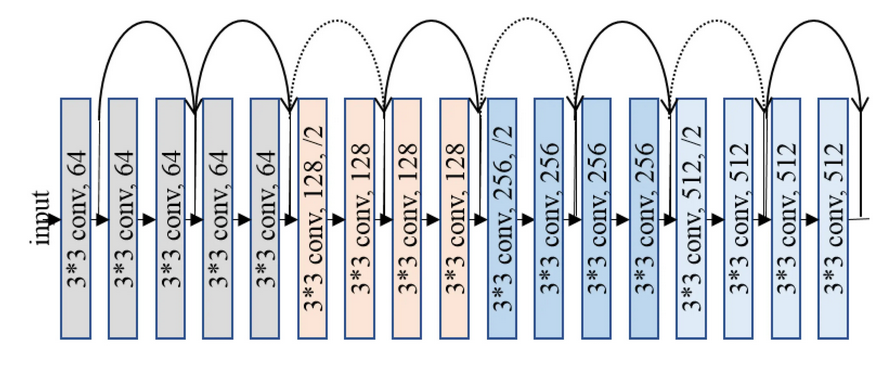 input
3*3 conv, 64
3*3 conv, 64
3*3 conv, 64
3*3 conv, 64
3*3 conv, 64
3*3 conv, 128, /2
3*3 conv, 128
3*3 conv, 128
3*3 conv, 128
3*3 conv, 256, /2
3*3 conv, 256
3*3 conv, 256
3*3 conv, 256
3*3 conv, 512, /2
3*3 conv, 512
3*3 conv, 512
3*3 conv, 512